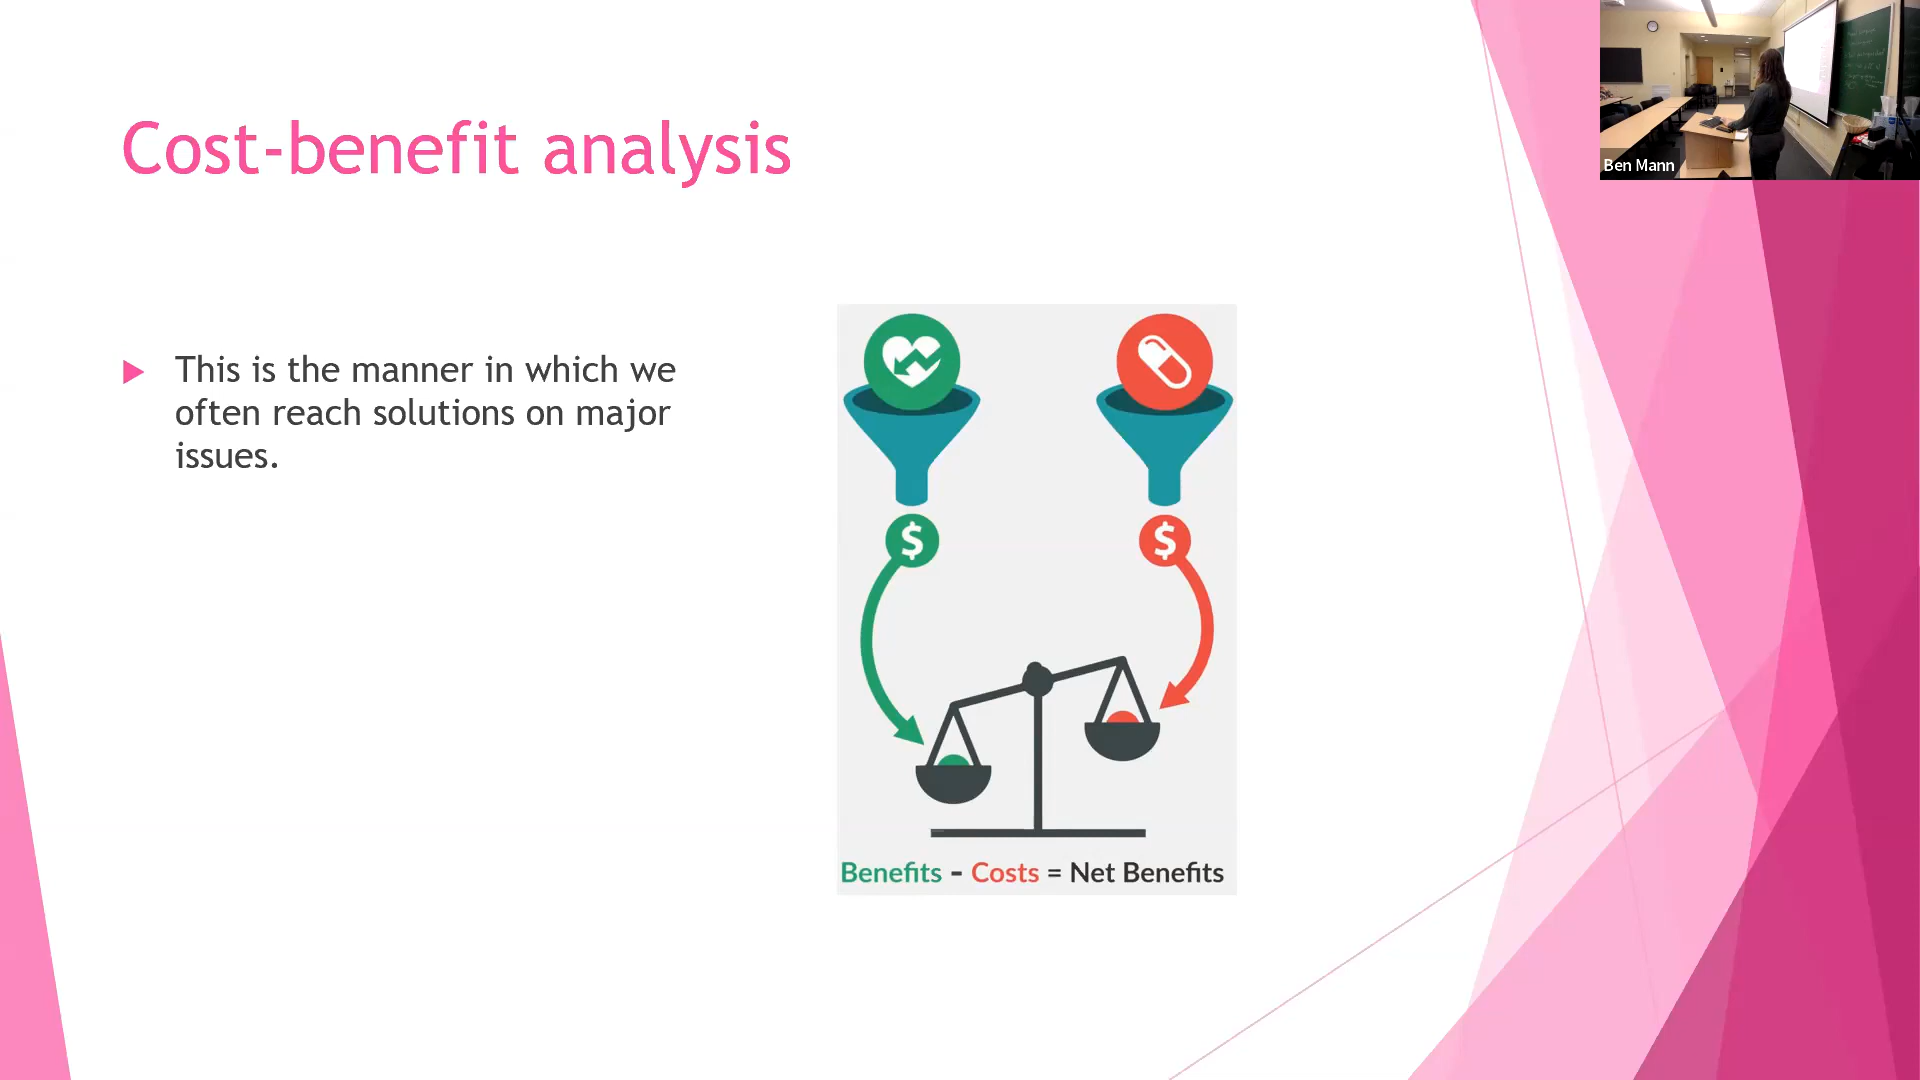 Cost-benefit analysis
This is the manner in which we
often reach solutions on major
issues.
$
$
Benefits - Costs = Net Benefits
Ben Mann